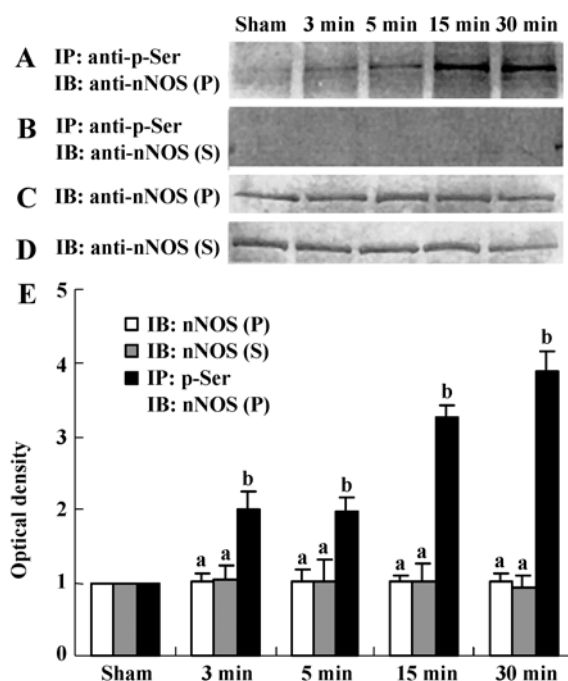 Sham 3 min 5 min 15 min 30 min
A IP: anti-p-Ser
IB: anti-nNOS (P)
B IP: anti-p-Ser
IB: anti-nNOS (S)
C IB: anti-nNOS (P)
D IB: anti-nNOS (S)
E
5
4
3
2
1
0
Optical density
IB: nNOS (P)
IB: nNOS (S)
IP: p-Ser
IB: nNOS (P)
a a b
a a b
a a b
a a b
Sham 3 min 5 min 15 min 30 min